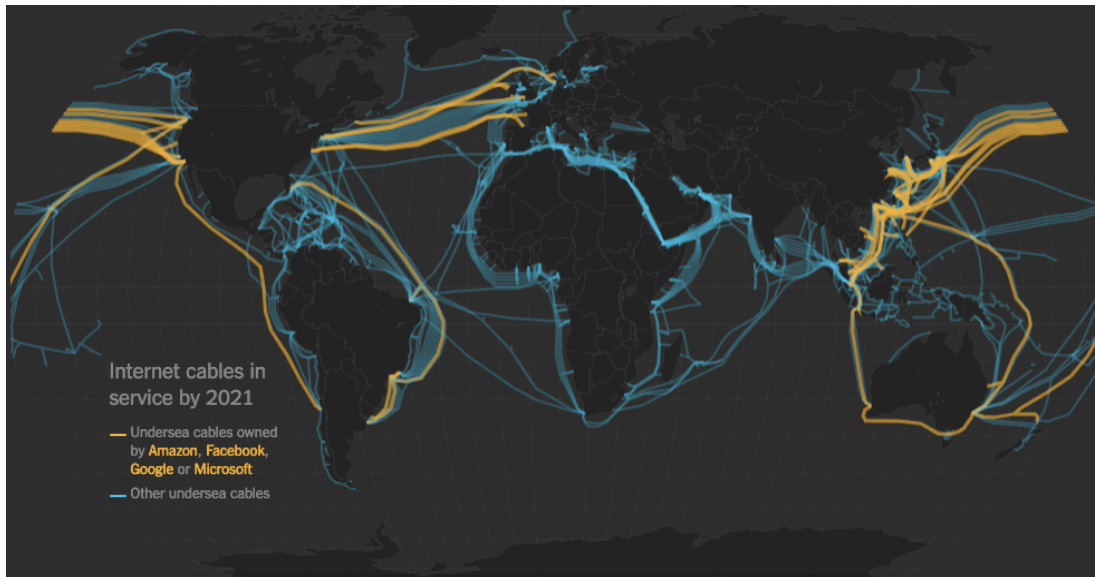 Internet cables in
service by 2021
Undersea cables owned
by Amazon, Facebook,
Google or Microsoft
Other undersea cables